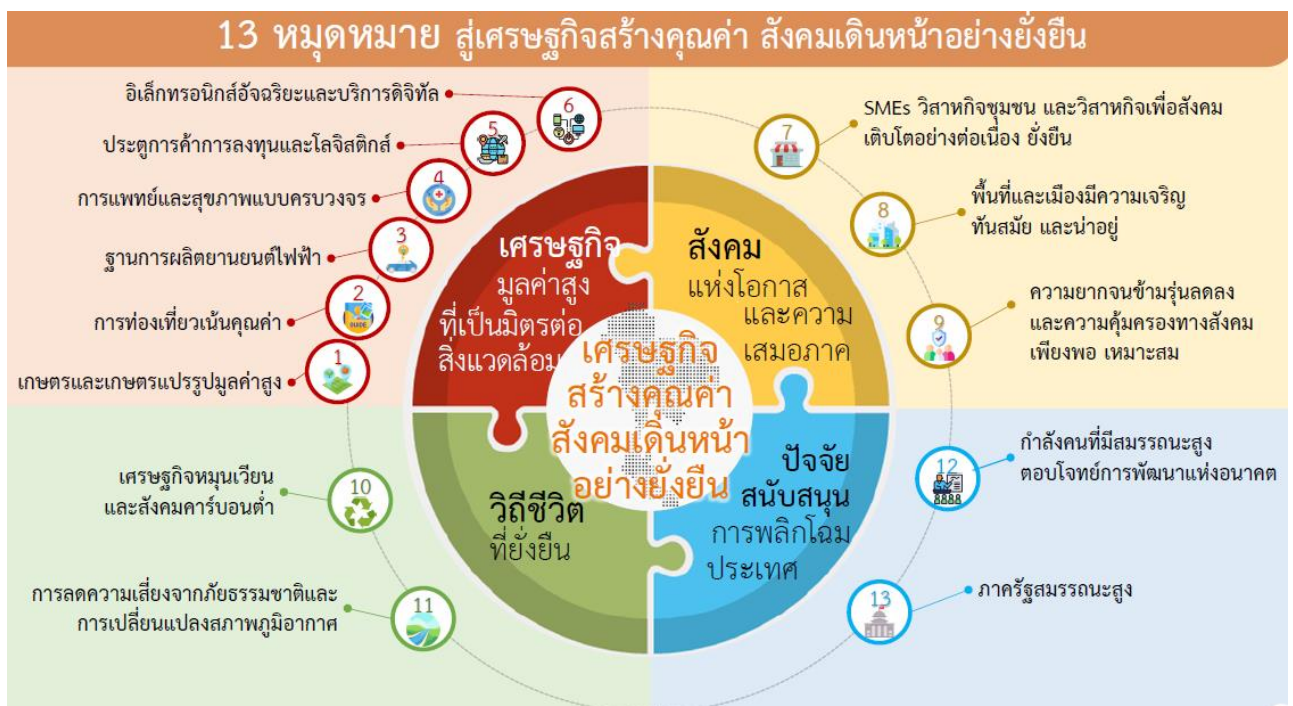 13 หมุดหมาย สู่เศรษฐกิจสร้างคุณค่า สังคมเดินหน้าอย่างยั่งยืน
อิเล็กทรอนิกส์อัจฉริยะและบริการดิจิทัล
6
ประตูการค้าการลงทุนและโลจิสติกส์
5
การแพทย์และสุขภาพแบบครบวงจร
4
ฐานการผลิตยานยนต์ไฟฟ้า
3
การท่องเที่ยวเน้นคุณค่า
2
GUIDE
เกษตรและเกษตรแปรรูปมูลค่าสูง
1
เศรษฐกิจ
มูลค่าสูง
ที่เป็นมิตรต่อ
สิ่งแวดล้อม
สังคม
แห่งโอกาส
และความ
เสมอภาค
7
SMEs วิสาหกิจชุมชน และวิสาหกิจเพื่อสังคม
เติบโตอย่างต่อเนื่อง ยั่งยืน
8
พื้นที่และเมืองมีความเจริญ
ทันสมัย และน่าอยู่
9
ความยากจนข้ามรุ่นลดลง
และความคุ้มครองทางสังคม
เพียงพอ เหมาะสม
เศรษฐกิจ
สร้างคุณค่า
สังคมเดินหน้า
อย่างยั่งยืน
เศรษฐกิจหมุนเวียน
และสังคมคาร์บอนต่ำ
10
การลดความเสี่ยงจากภัยธรรมชาติและ
การเปลี่ยนแปลงสภาพภูมิอากาศ
11
วิถีชีวิต
ที่ยั่งยืน
ปัจจัย
สนับสนุน
การพลิกโฉม
ประเทศ
12
กำลังคนที่มีสมรรถนะสูง
ตอบโจทย์การพัฒนาแห่งอนาคต
13
ภาครัฐสมรรถนะสูง